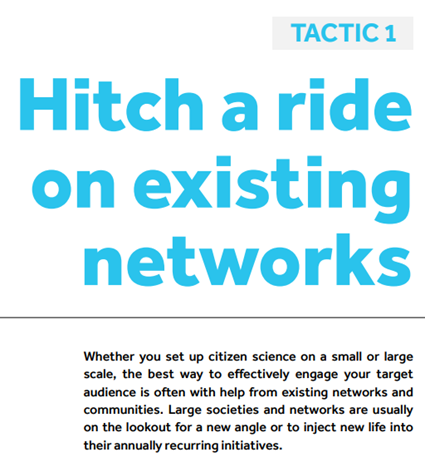 TACTIC 1
Hitch a ride
on existing
networks
Whether you set up citizen science on a small or large
scale, the best way to effectively engage your target
audience is often with help from existing networks and
communities. Large societies and networks are usually
on the lookout for a new angle or to inject new life into
their annually recurring initiatives.